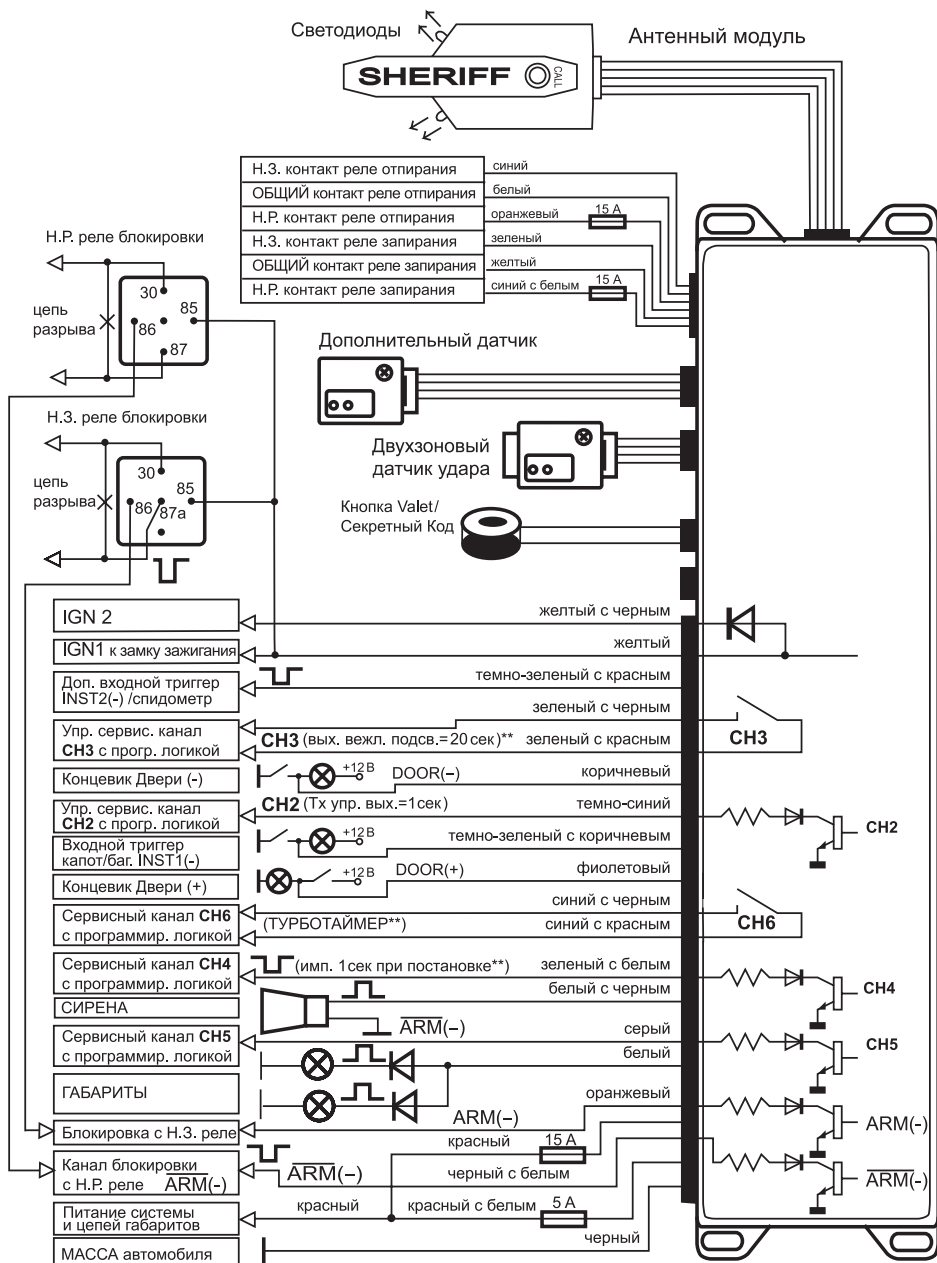 Светодиоды
Антенный модуль
SHERIFF
CALL
Н.З. контакт реле отпирания
синий
ОБЩИЙ контакт реле отпирания
белый
Н.Р. контакт реле отпирания
оранжевый
15 А
Н.З. контакт реле запирания
зеленый
ОБЩИЙ контакт реле запирания
желтый
Н.Р. контакт реле запирания
синий с белым
15 А
Н.Р. реле блокировки
30
85
86
87
цепь
разрыва
Дополнительный датчик
Н.З. реле блокировки
30
85
86
87а
цепь
разрыва
Двухзоновый
датчик удара
Кнопка Valet/
Секретный Код
IGN 2
желтый с черным
IGN1 к замку зажигания
желтый
Доп. входной триггер
INST2(-) /спидометр
темно-зеленый с красным
Упр. сервис. канал
CH3 с прогр. логикой
зеленый с черным
CH3 (вых. вежл. подсв.=20 сек)**
зеленый с красным
CH3
Концевик Двери (-)
+12 В
DOOR(–)
коричневый
Упр. сервис. канал
CH2 с прогр. логикой
CH2 (Tx упр. вых.=1сек)
темно-синий
CH2
Входной триггер
капот/баг. INST1(-)
+12 В
темно-зеленый с коричневым
Концевик Двери (+)
+12 В
DOOR(+)
фиолетовый
Сервисный канал CH6
с программир. логикой
синий с черным
(ТУРБОТАЙМЕР**)
синий с красным
CH6
Сервисный канал CH4
с программир. логикой
(имп. 1сек при постановке**)
зеленый с белым
CH4
СИРЕНА
белый с черным
ARM(–)
Сервисный канал CH5
с программир. логикой
серый
CH5
белый
ГАБАРИТЫ
оранжевый
ARM(–)
ARM(–)
Блокировка с Н.З. реле
красный
15 А
Канал блокировки
с Н.Р. реле ARM(–)
ARM(–)
черный с белым
ARM(–)
Питание системы
и цепей габаритов
красный
красный с белым
5 А
МАССА автомобиля
черный